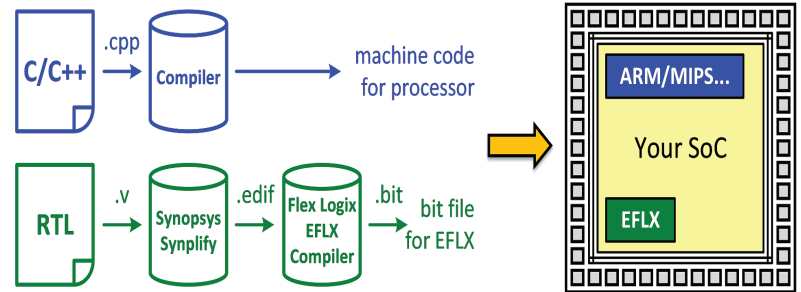 C/C++
.cpp
Compiler
machine code
for processor
RTL
.v
Synopsys
Synplify
.edif
Flex Logix
EFLX
Compiler
.bit
bit file
for EFLX
ARM/MIPS...
Your SoC
EFLX